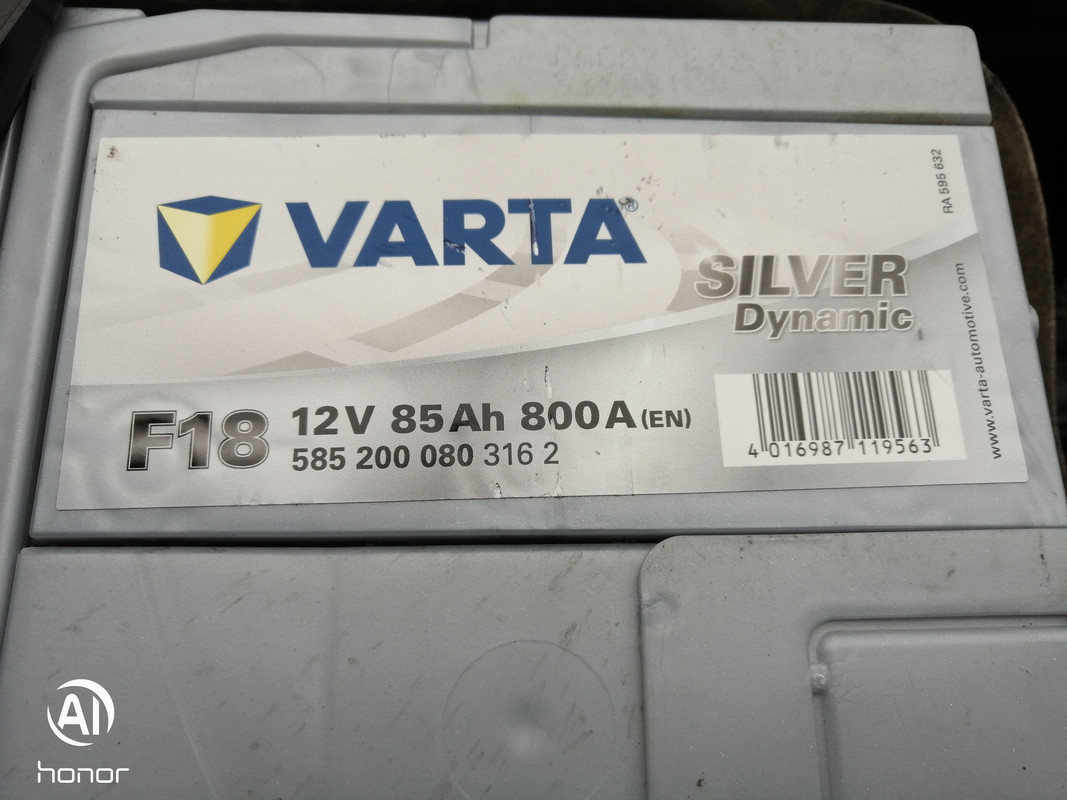 VARTA®
SILVER
Dynamic
F18
12V 85Ah 800A (EN)
585 200 080 316 2
4 016987 119563
RA 595 632
www.varta-automotive.com
AI
honor